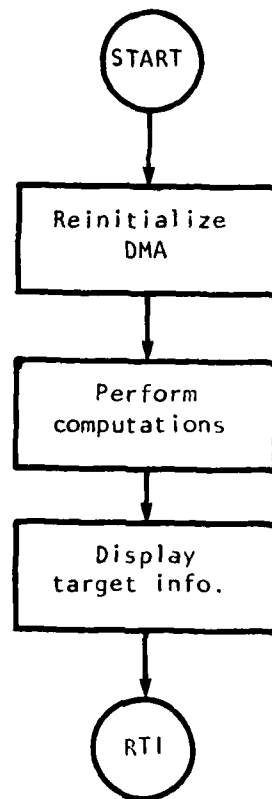 START
Reinitialize
DMA
Perform
computations
Display
target info.
RTI